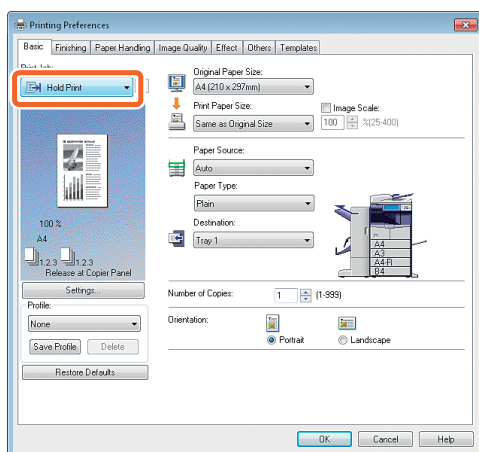 Printing Preferences
Basic Finishing Paper Handling Image Quality Effect Others Templates
Print Job:
Hold Print
100 %
A4
1.2.3 1.2.3
Release at Copier Panel
Settings...
Profile:
None
Save Profile Delete
Restore Defaults
Original Paper Size:
A4 (210 x 297mm)
Print Paper Size:
Image Scale:
Same as Original Size
100 %(25-400)
Paper Source:
Auto
Paper Type:
Plain
Destination:
Tray 1
A4
A3
A4-R
B4
Number of Copies:
1 (1-999)
Orientation:
Portrait Landscape
OK Cancel Help